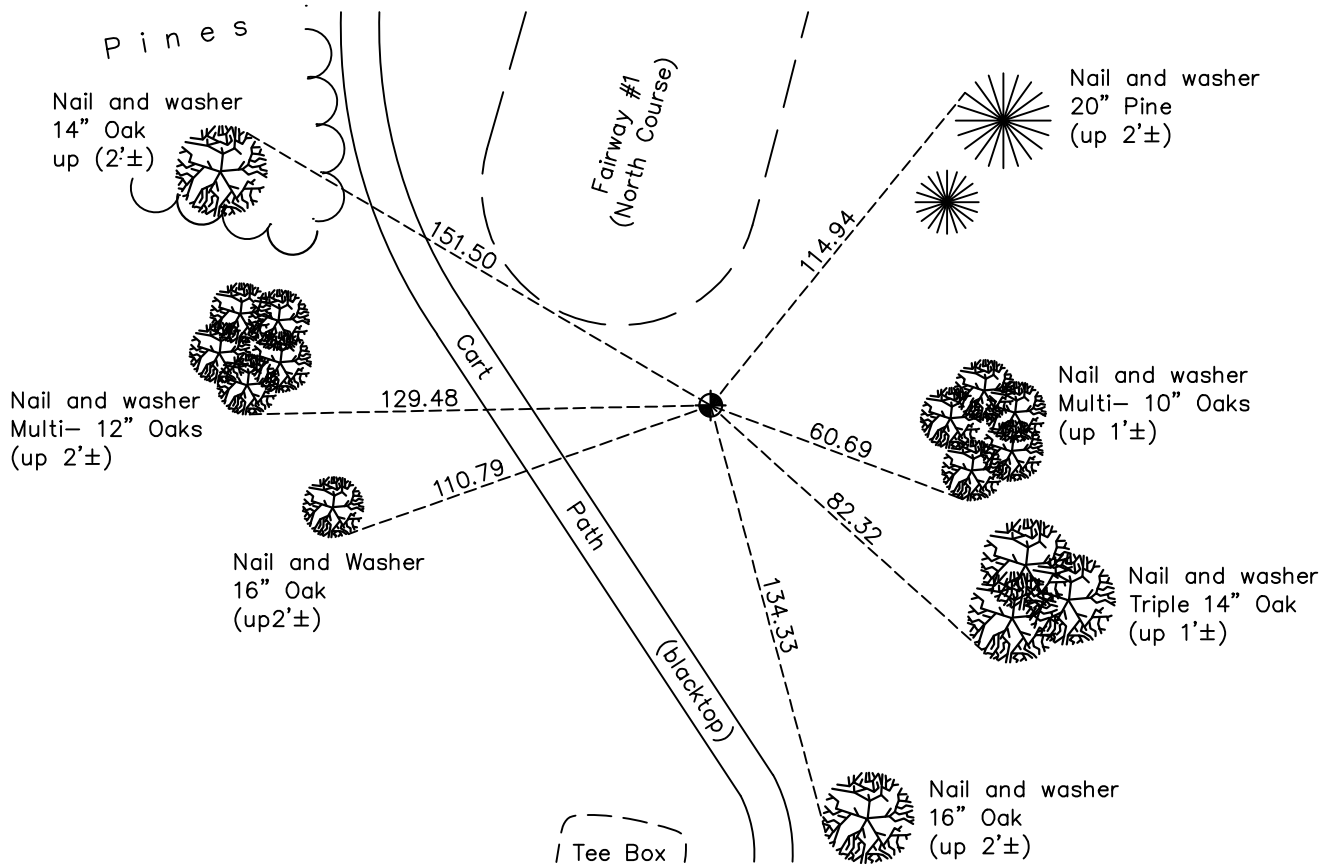 Pines
Nail and washer
14" Oak
up (2'±)
Fairway #1
(North Course)
Nail and washer
20" Pine
(up 2'±)
151.50
114.94
Nail and washer
Multi- 12" Oaks
(up 2'±)
129.48
Cart
Path
(blacktop)
Nail and washer
Multi- 10" Oaks
(up 1'±)
60.69
110.79
Nail and Washer
16" Oak
(up2'±)
82.32
Nail and washer
Triple 14" Oak
(up 1'±)
134.33
Nail and washer
16" Oak
(up 2'±)
Tee Box